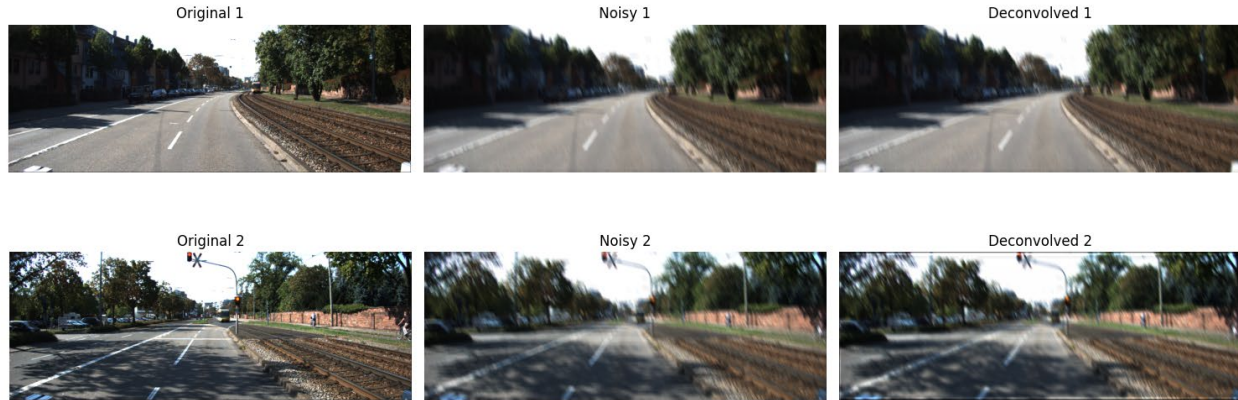 Original 1
Noisy 1
Deconvolved 1
Original 2
Noisy 2
Deconvolved 2